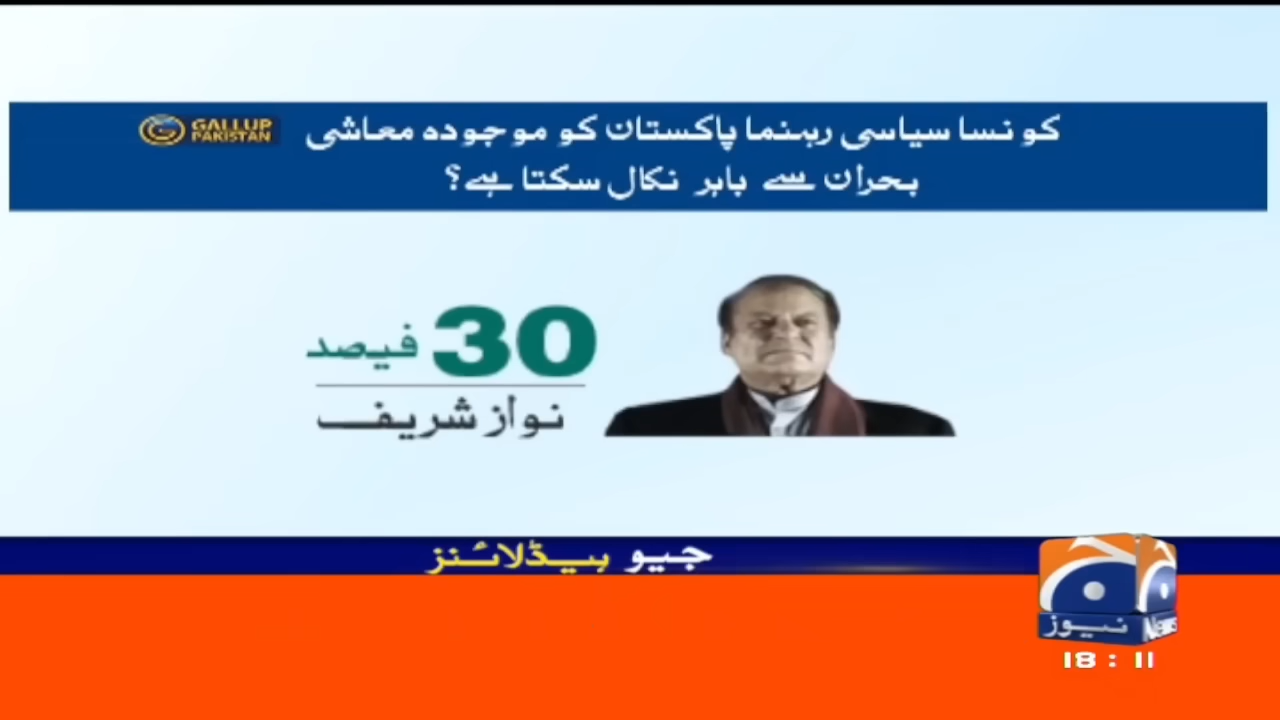 کونسا سیاسی رہنما پاکستان کو موجودہ معاشی
بحران سے باہر نکال سکتا ہے؟
GALLUP
PAKISTAN
30 فیصد
نواز شریف
جیو ہیڈلائنز
نیوز News
18 : 11